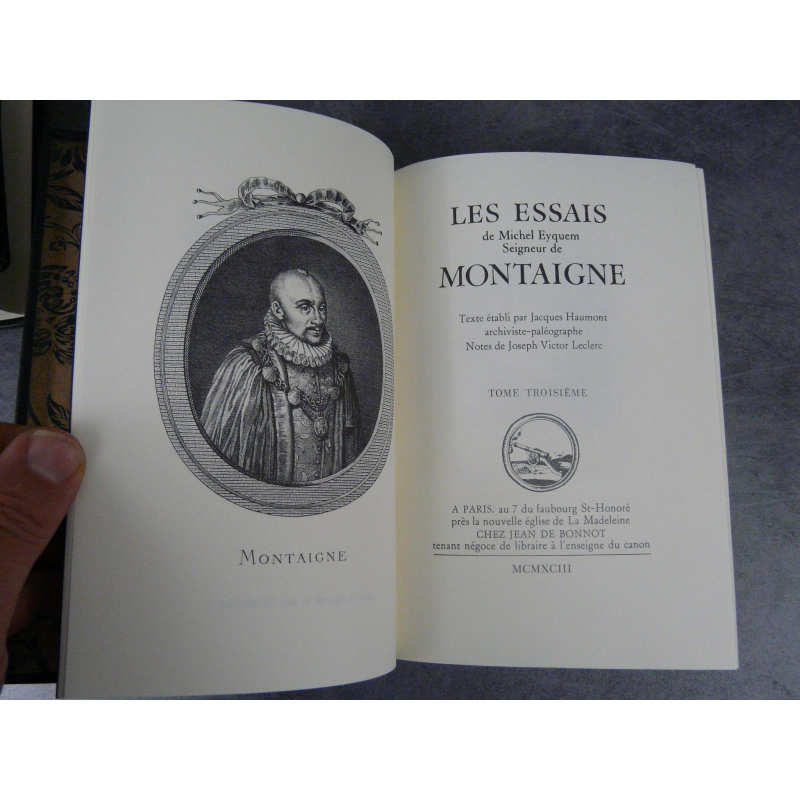 MONTAIGNE
LES ESSAIS
de Michel Eyquem
Seigneur de
MONTAIGNE
Texte établi par Jacques Haumont
archiviste-paléographe
Notes de Joseph Victor Leclerc
TOME TROISIÈME
A PARIS, au 7 du faubourg St-Honoré
près la nouvelle église de La Madeleine
CHEZ JEAN DE BONNOT
tenant négoce de libraire à l'enseigne du canon
MCMXCIII